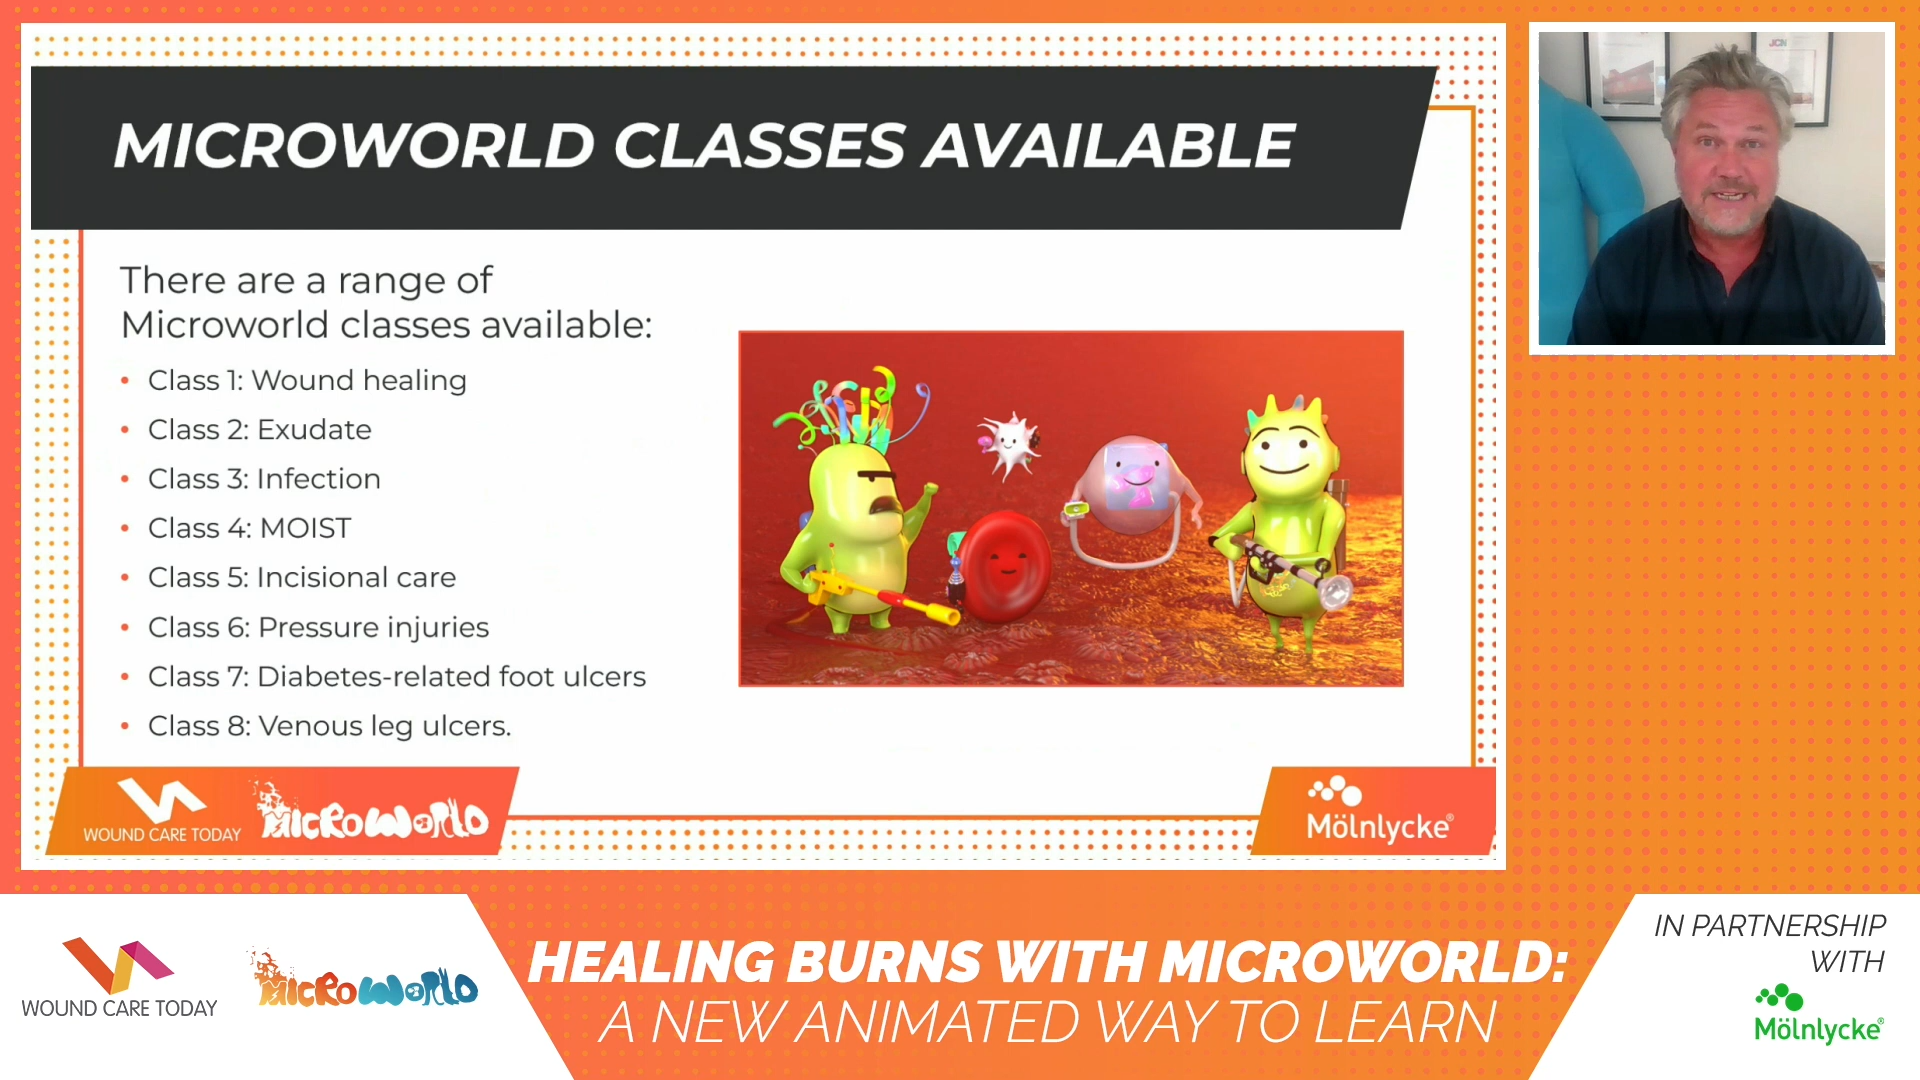 MICROWORLD CLASSES AVAILABLE
There are a range of
Microworld classes available:
• Class 1: Wound healing
• Class 2: Exudate
• Class 3: Infection
• Class 4: MOIST
• Class 5: Incisional care
• Class 6: Pressure injuries
• Class 7: Diabetes-related foot ulcers
• Class 8: Venous leg ulcers.
WOUND CARE TODAY
MICROWORLD
Mölnlycke®
JCN
WOUND CARE TODAY
MICROWORLD
HEALING BURNS WITH MICROWORLD:
A NEW ANIMATED WAY TO LEARN
IN PARTNERSHIP
WITH
Mölnlycke®